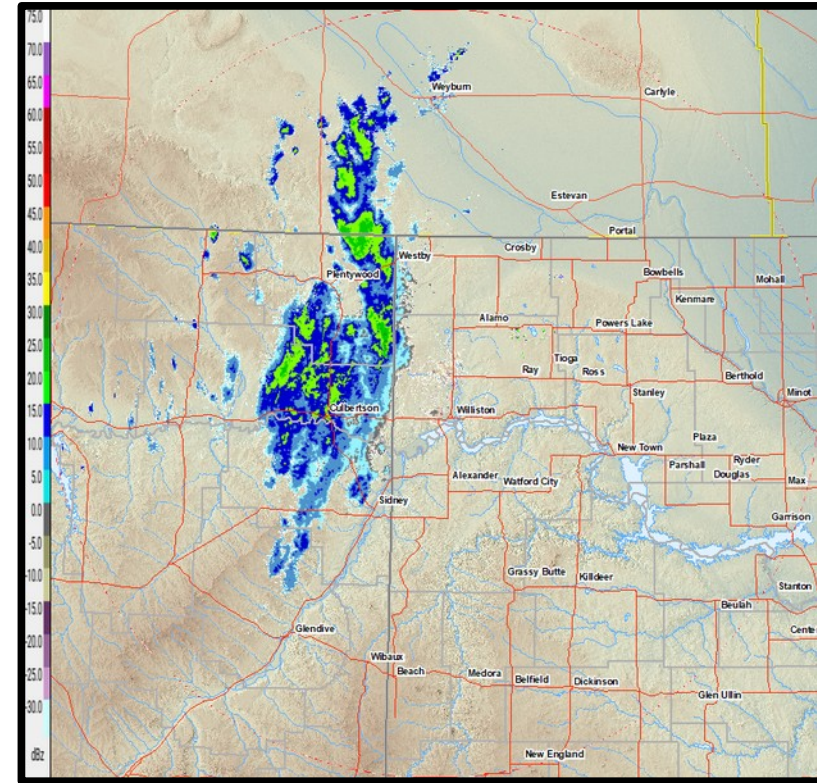 75.0
70.0
65.0
60.0
55.0
50.0
45.0
40.0
35.0
30.0
25.0
20.0
15.0
10.0
5.0
0.0
-5.0
-10.0
-15.0
-20.0
-25.0
-30.0
dBz
Weyburn
Carlyle
Estevan
Portal
Crosby
Westby
Plentywood
Bowbells
Mohall
Kenmare
Alamo
Powers Lake
Tioga
Ray
Ross
Berthold
Stanley
Minot
Culbertson
Williston
Plaza
New Town
Ryder
Parshall
Douglas
Alexander
Watford City
Max
Sidney
Garrison
Grassy Butte
Killdeer
Stanton
Beulah
Glendive
Cente
Wibaux
Beach
Medora
Belfield
Dickinson
Glen Ullin
New England